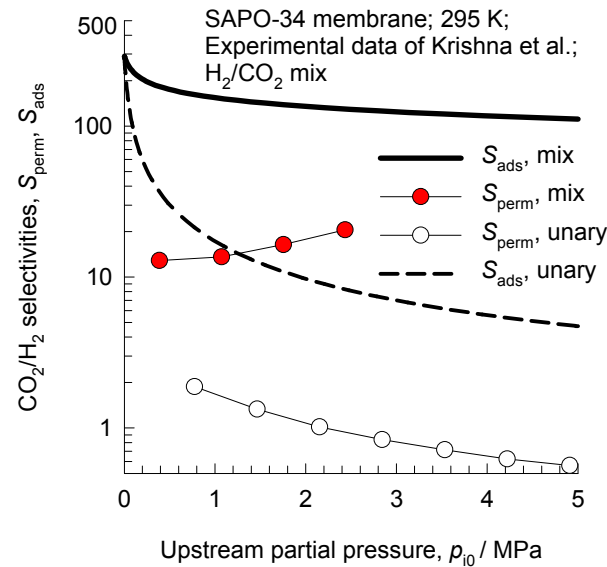 SAPO-34 membrane; 295 K;
Experimental data of Krishna et al.;
H2/CO2 mix
500
100
10
1
CO2/H2 selectivities, Sperm, Sads
Sads, mix
Sperm, mix
Sperm, unary
Sads, unary
0 1 2 3 4 5
Upstream partial pressure, pi0 / MPa